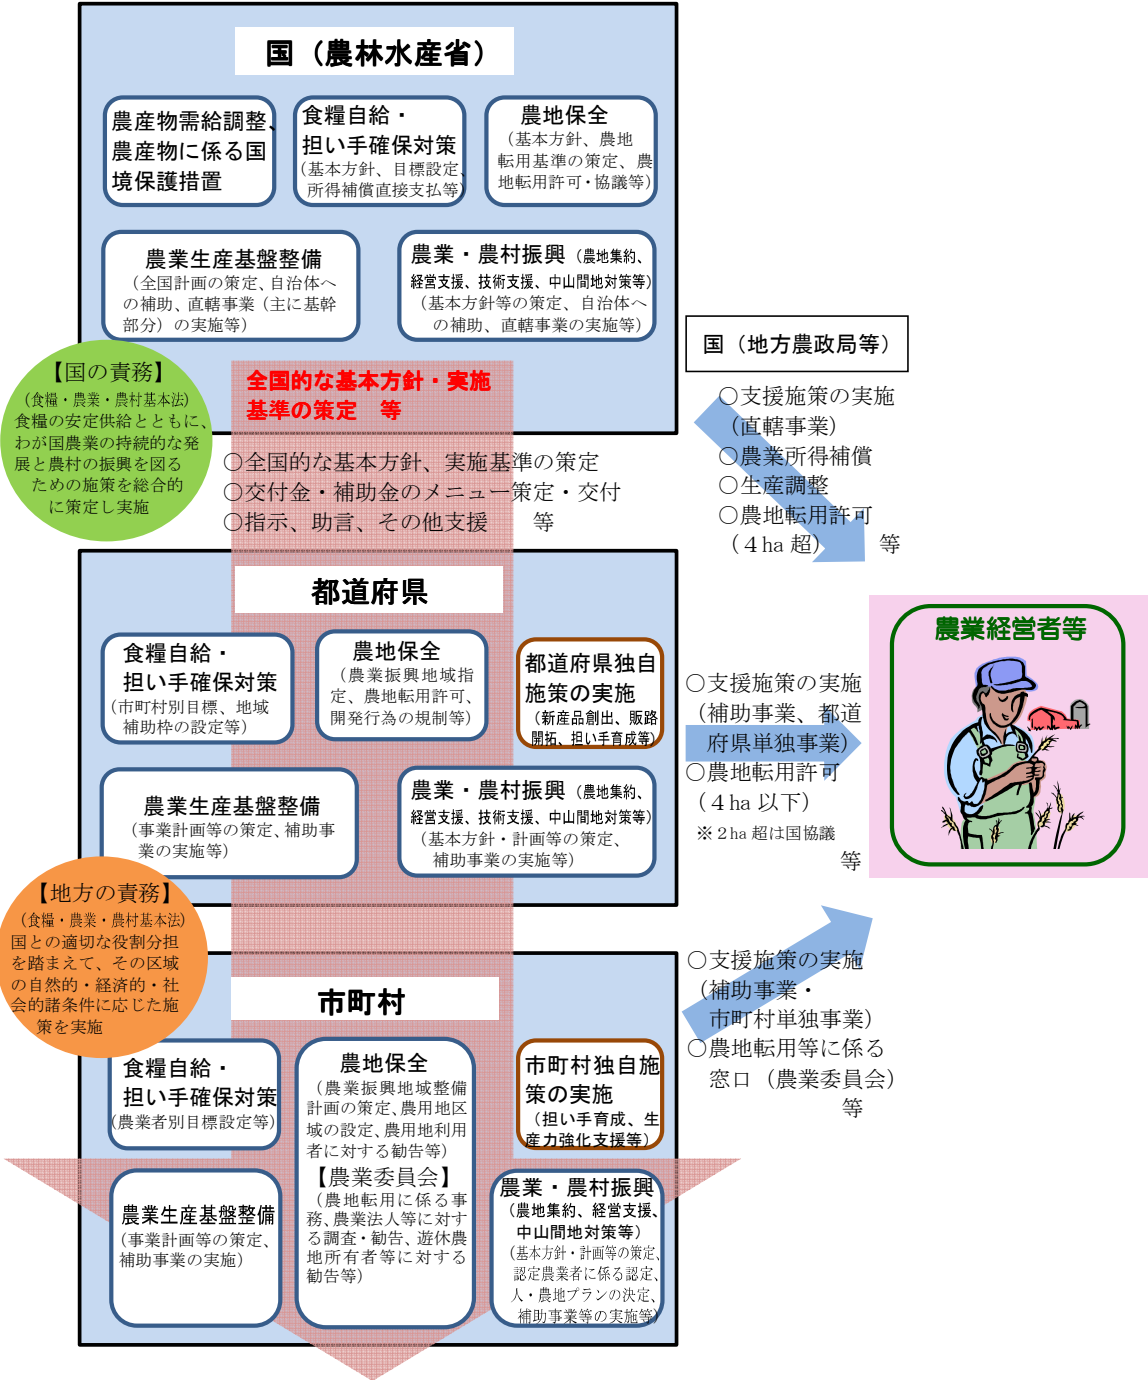 国（農林水産省）
農産物需給調整、
農産物に係る国
境保護措置
食糧自給・
担い手確保対策
（基本方針、目標設定、
所得補償直接支払等）
農地保全
（基本方針、農地
転用基準の策定、農
地転用許可・協議等）
農業生産基盤整備
（全国計画の策定、自治体へ
の補助、直轄事業（主に基幹
部分）の実施等）
農業・農村振興（農地集約、
経営支援、技術支援、中山間地対策等）
（基本方針等の策定、自治体へ
の補助、直轄事業の実施等）
【国の責務】
（食糧・農業・農村基本法）
食糧の安定供給とともに、
わが国農業の持続的な発
展と農村の振興を図る
ための施策を総合的
に策定し実施
全国的な基本方針・実施
基準の策定　等
○全国的な基本方針、実施基準の策定
○交付金・補助金のメニュー策定・交付
○指示、助言、その他支援　　等
国（地方農政局等）
○支援施策の実施
（直轄事業）
○農業所得補償
○生産調整
○農地転用許可
（４ha 超）　　等
都道府県
食糧自給・
担い手確保対策
（市町村別目標、地域
補助枠の設定等）
農地保全
（農業振興地域指
定、農地転用許可、
開発行為の規制等）
都道府県独自
施策の実施
（新産品創出、販路
開拓、担い手育成等）
農業生産基盤整備
（事業計画等の策定、補助事
業の実施等）
農業・農村振興（農地集約、
経営支援、技術支援、中山間地対策等）
（基本方針・計画等の策定、
補助事業の実施等）
○支援施策の実施
（補助事業、都道
府県単独事業）
○農地転用許可
（４ha 以下）
※２ha 超は国協議
等
農業経営者等
【地方の責務】
（食糧・農業・農村基本法）
国との適切な役割分担
を踏まえて、その区域
の自然的・経済的・社
会的諸条件に応じた施
策を実施
市町村
食糧自給・
担い手確保対策
（農業者別目標設定等）
農地保全
（農業振興地域整備
計画の策定、農用地区
域の設定、農用地利用
者に対する勧告等）
【農業委員会】
（農地転用に係る事
務、農業法人等に対す
る調査・勧告、遊休農
地所有者等に対する
勧告等）
市町村独自施
策の実施
（担い手育成、生
産力強化支援等）
農業生産基盤整備
（事業計画等の策定、
補助事業の実施）
農業・農村振興
（農地集約、経営支援、
中山間地対策等）
（基本方針・計画等の策定、
認定農業者に係る認定、
人・農地プランの決定、
補助事業等の実施等）
○支援施策の実施
（補助事業・
市町村単独事業）
○農地転用等に係る
窓口（農業委員会）
等